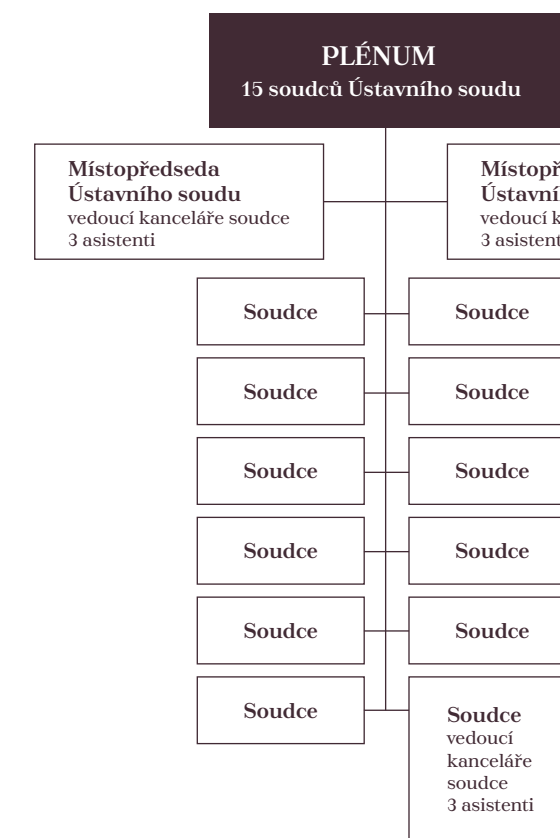 PLÉNUM
15 soudců Ústavního soudu
Místopředseda
Ústavního soudu
vedoucí kanceláře soudce
3 asistenti
3
Soudce
Soudce
Soudce
Soudce
Soudce
Soudce
Soudce
Soudce
Soudce
Soudce
Soudce
Soudce
vedoucí
kanceláře
soudce
3 asistenti